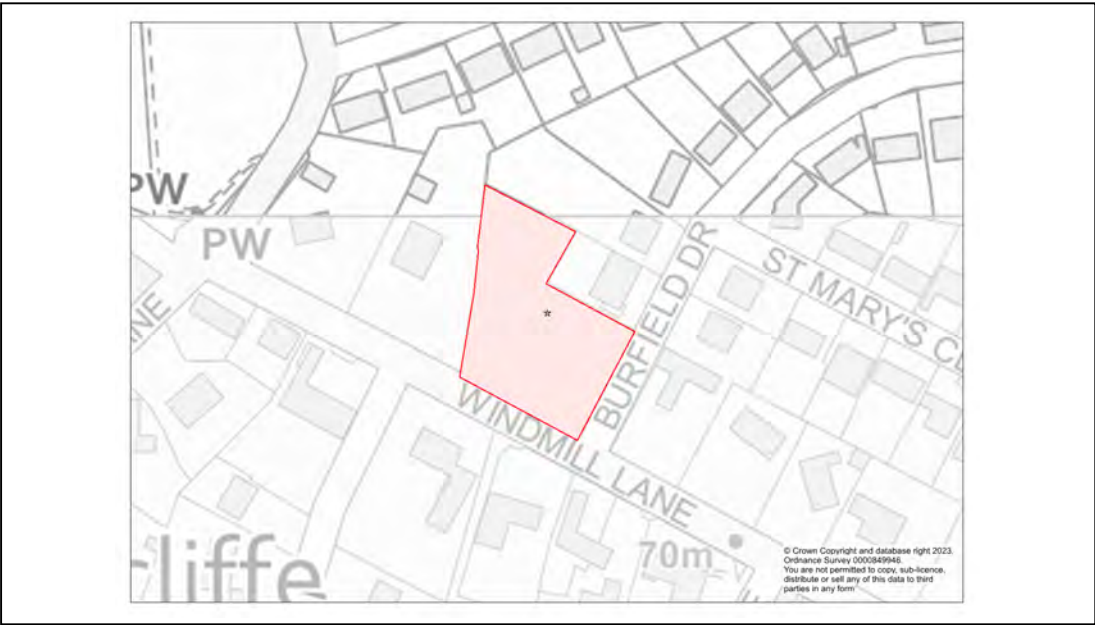 PW
PW
ST MARY'S CL
BURFIELD DR
WINDMILL LANE
70m
© Crown Copyright and database right 2023.
Ordnance Survey 0000849946.
You are not permitted to copy, sub-licence,
distribute or sell any of this data to third
parties in any form
cliffe